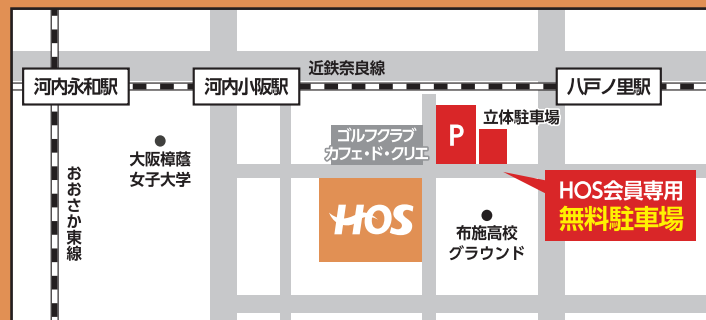 近鉄奈良線
河内永和駅
河内小阪駅
八戸ノ里駅
立体駐車場
P
ゴルフクラブ
カフェ・ド・クリエ
大阪樟蔭
女子大学
おおさか東線
HOS会員専用
無料駐車場
HOS
布施高校
グラウンド